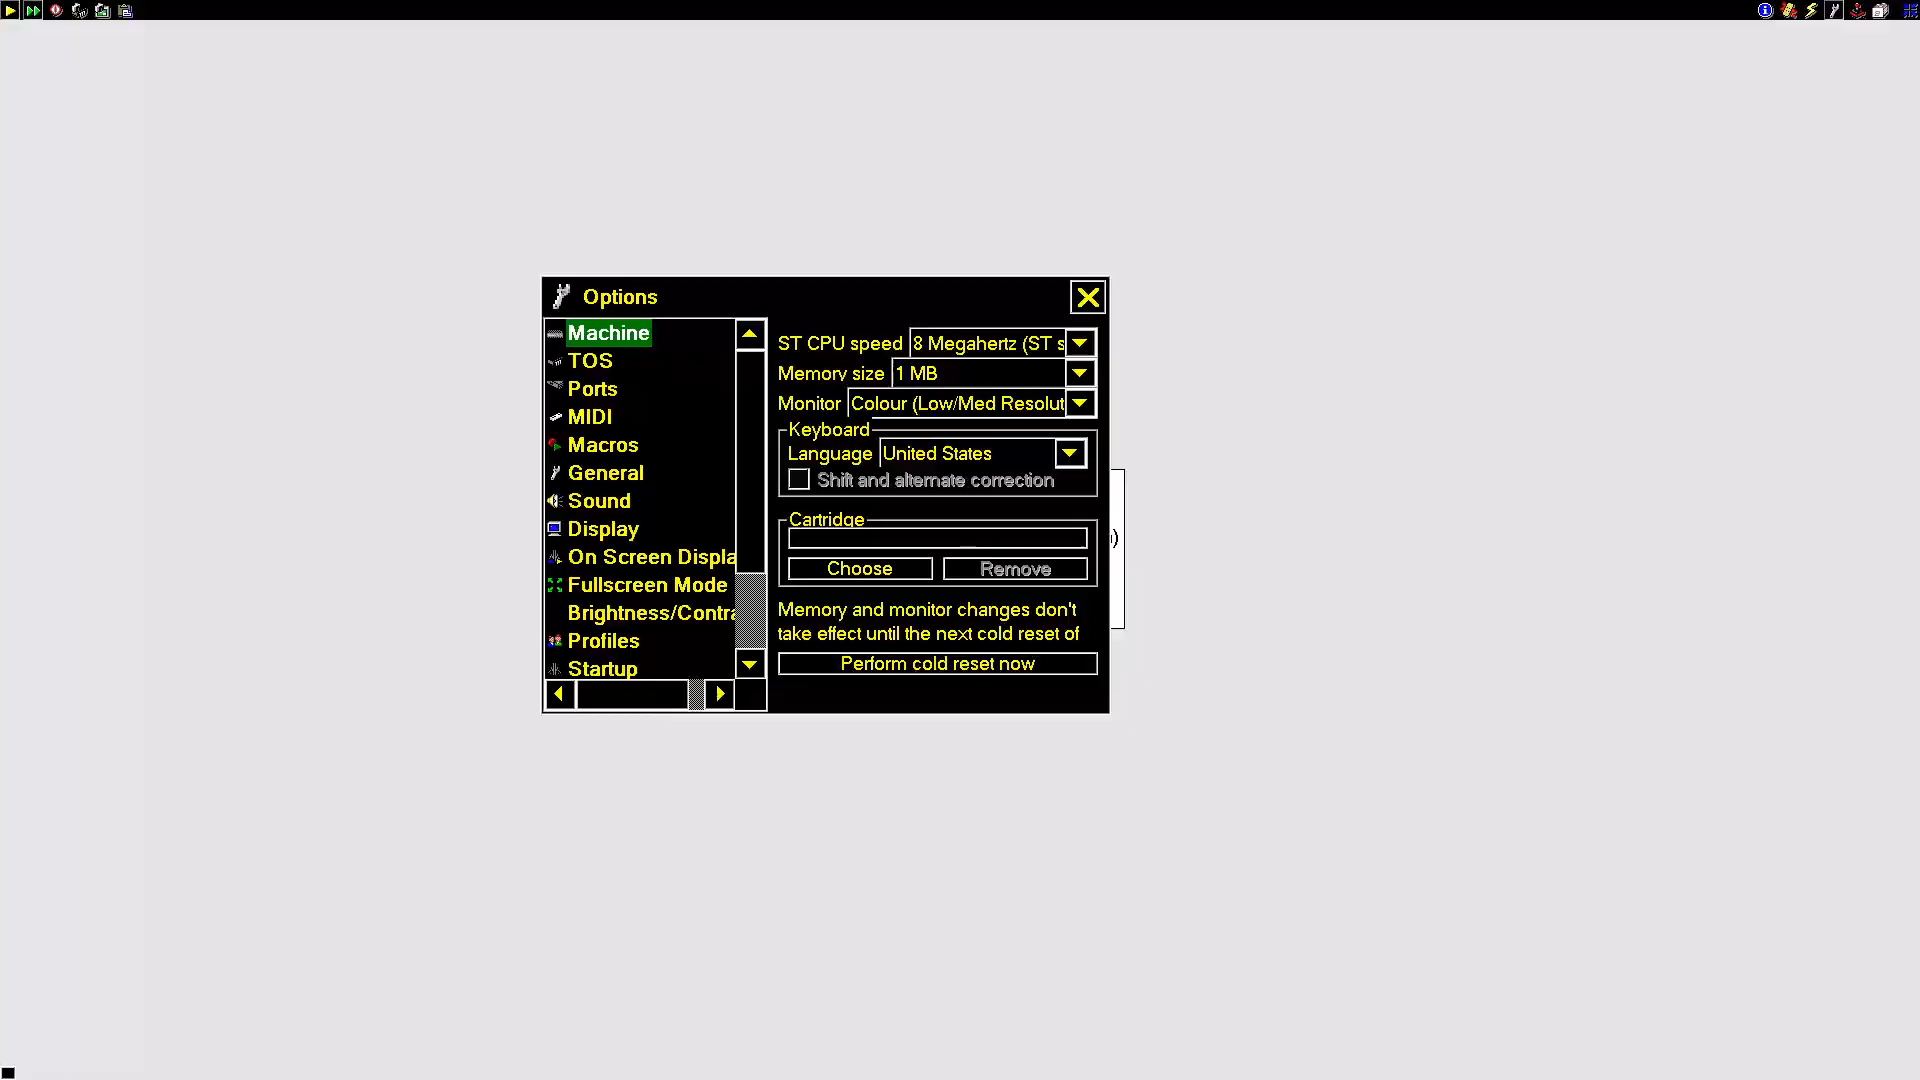 Options
Machine
TOS
Ports
MIDI
Macros
General
Sound
Display
On Screen Displa
Fullscreen Mode
Brightness/Contra
Profiles
Startup
ST CPU speed 8 Megahertz (ST s
Memory size 1 MB
Monitor Colour (Low/Med Resolut
Keyboard
Language United States
Shift and alternate correction
Cartridge
Choose Remove
Memory and monitor changes don't
take effect until the next cold reset of
Perform cold reset now